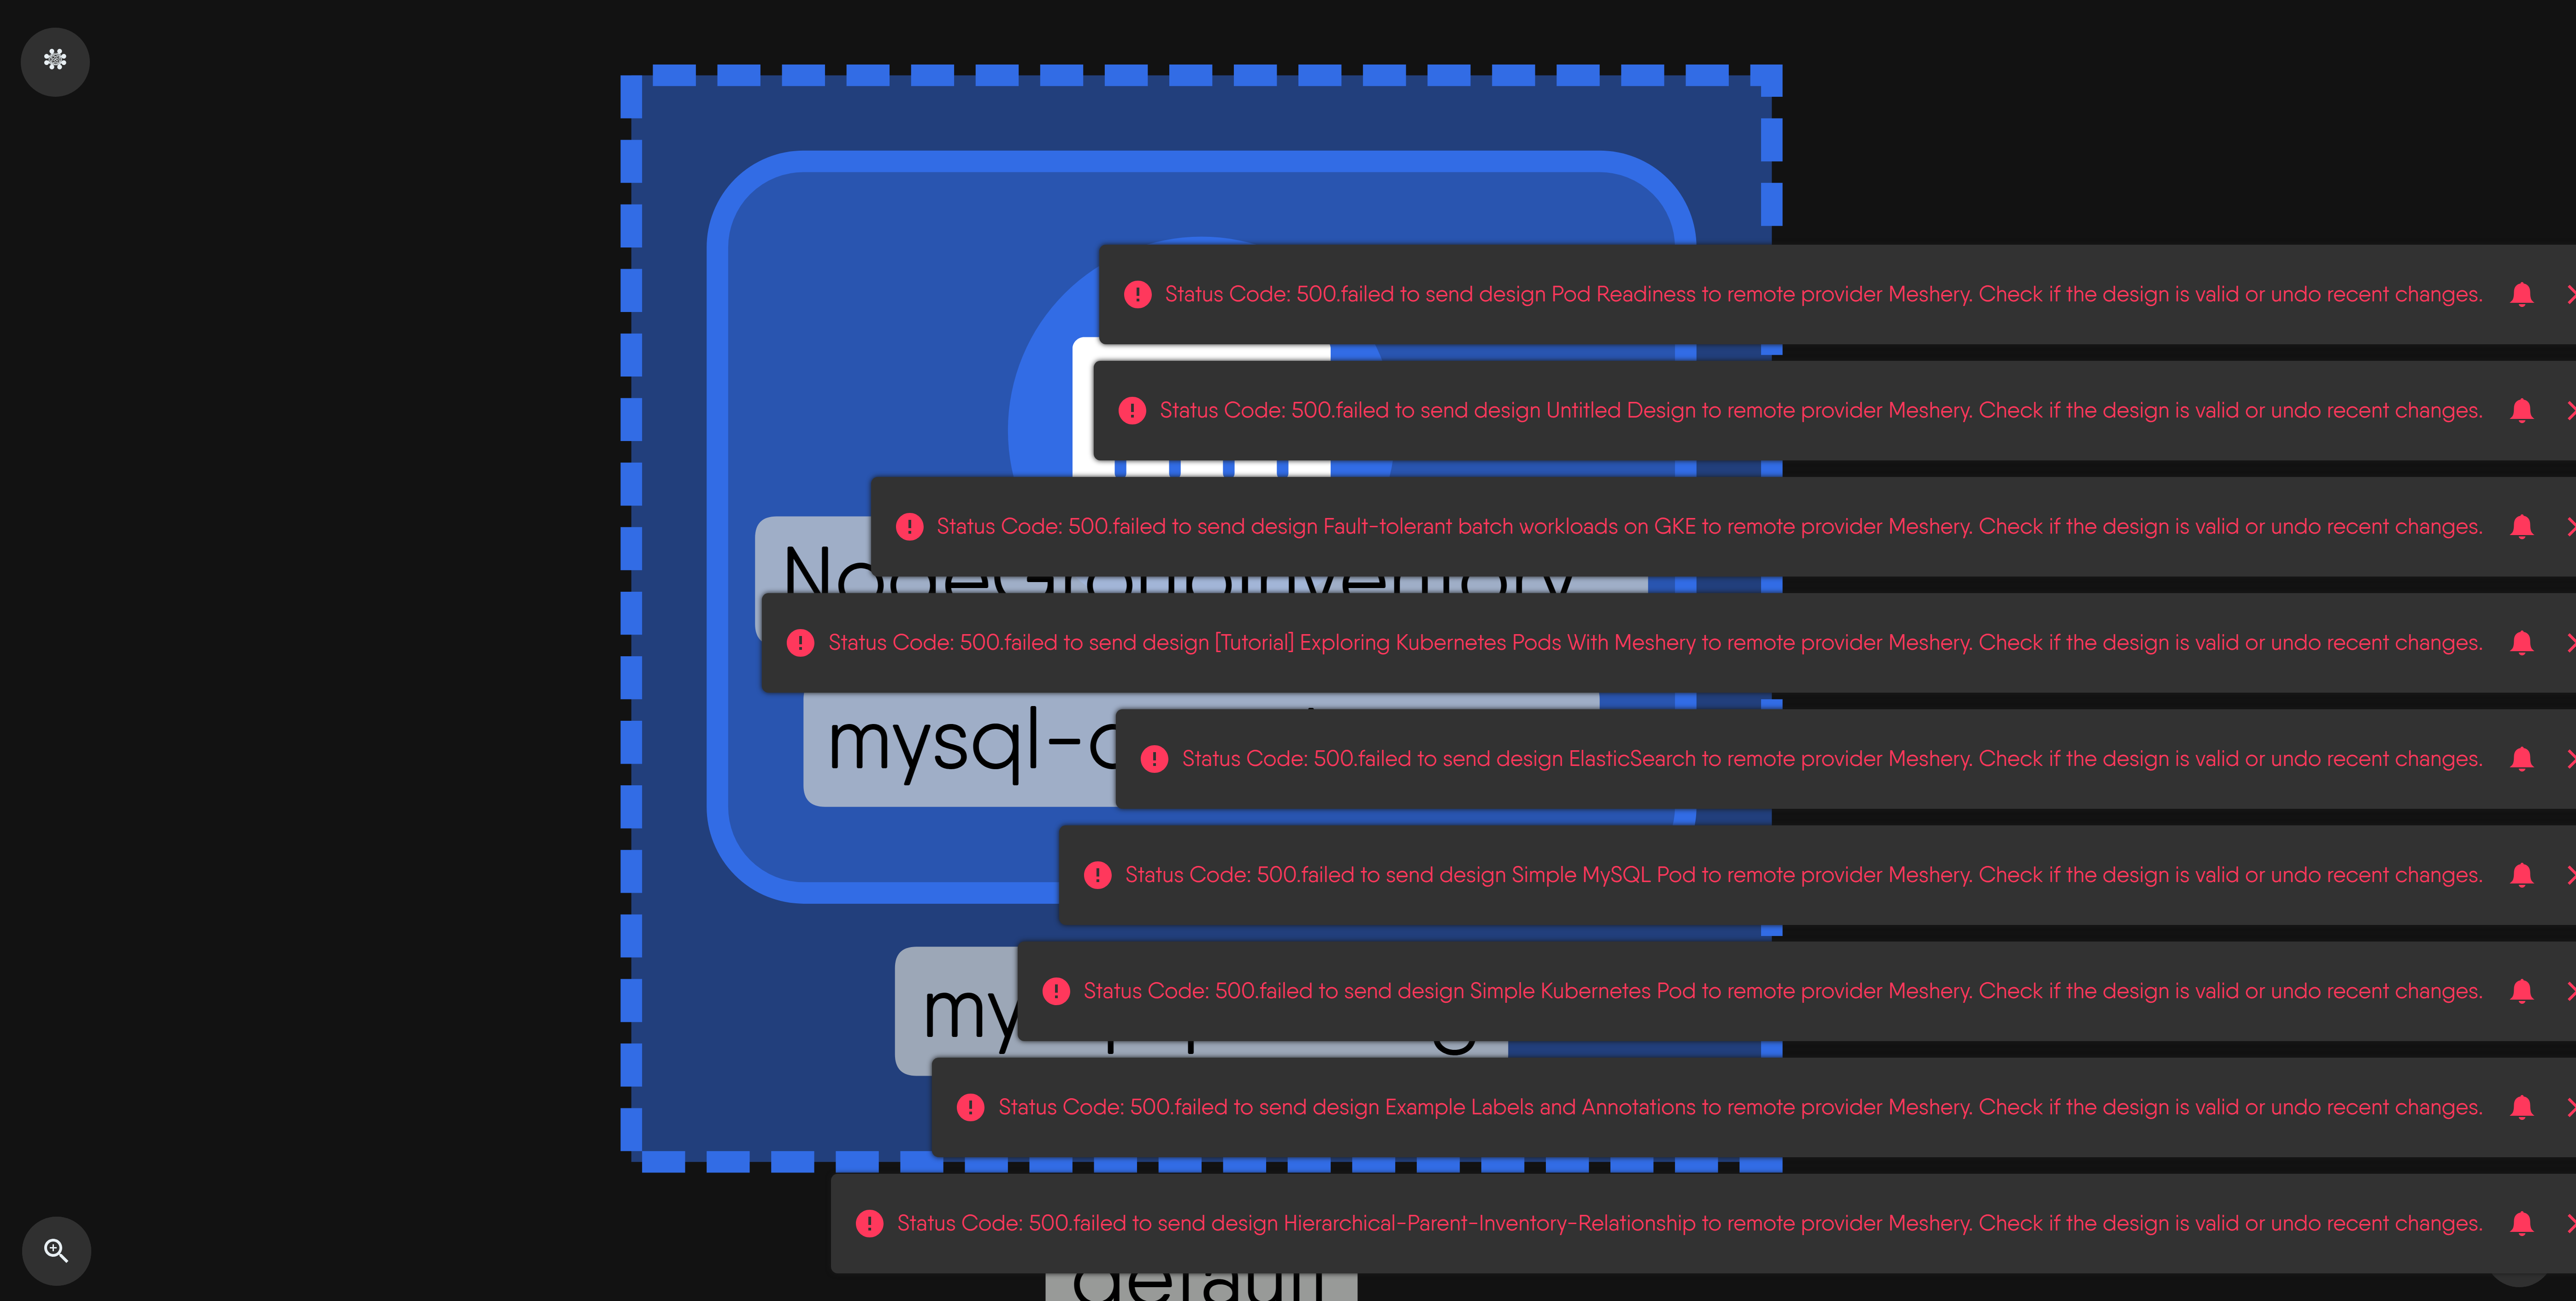 Status Code: 500.failed to send design Pod Readiness to remote provider Meshery. Check if the design is valid or undo recent changes.
Status Code: 500.failed to send design Untitled Design to remote provider Meshery. Check if the design is valid or undo recent changes.
Status Code: 500.failed to send design Fault-tolerant batch workloads on GKE to remote provider Meshery. Check if the design is valid or undo recent changes.
NodeGroupInventory
Status Code: 500.failed to send design [Tutorial] Exploring Kubernetes Pods With Meshery to remote provider Meshery. Check if the design is valid or undo recent changes.
Status Code: 500.failed to send design ElasticSearch to remote provider Meshery. Check if the design is valid or undo recent changes.
Status Code: 500.failed to send design Simple MySQL Pod to remote provider Meshery. Check if the design is valid or undo recent changes.
Status Code: 500.failed to send design Simple Kubernetes Pod to remote provider Meshery. Check if the design is valid or undo recent changes.
Status Code: 500.failed to send design Example Labels and Annotations to remote provider Meshery. Check if the design is valid or undo recent changes.
Status Code: 500.failed to send design Hierarchical-Parent-Inventory-Relationship to remote provider Meshery. Check if the design is valid or undo recent changes.
default